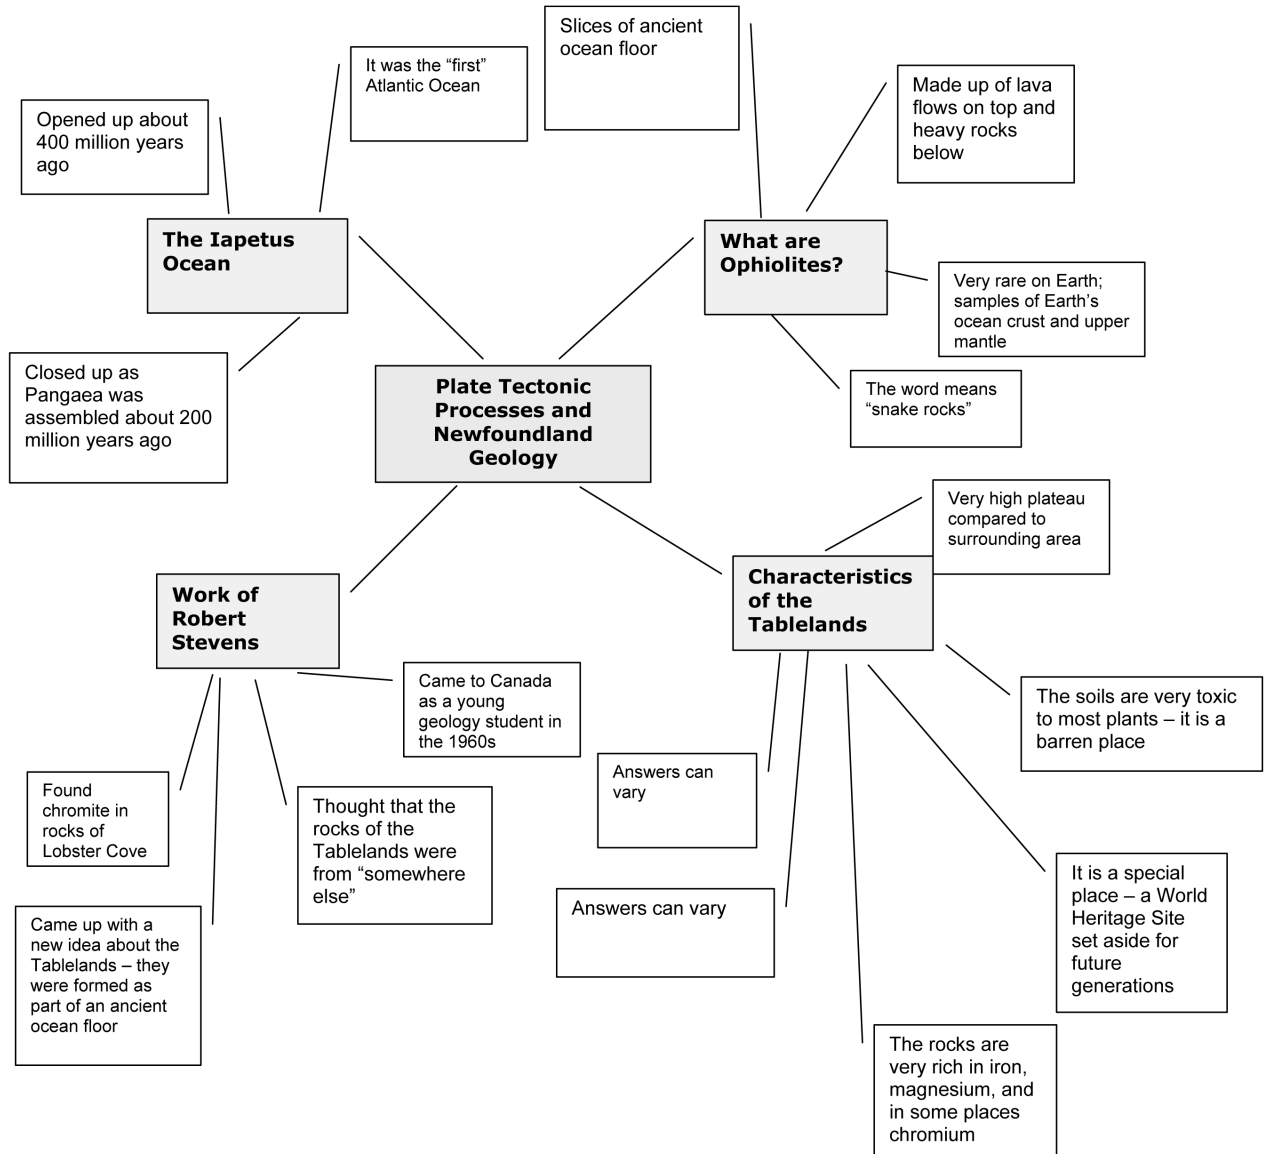 Slices of ancient
ocean floor
It was the “first”
Atlantic Ocean
Made up of lava
flows on top and
heavy rocks
below
Opened up about
400 million years
ago
The Iapetus
Ocean
What are
Ophiolites?
Very rare on Earth;
samples of Earth’s
ocean crust and upper
mantle
Closed up as
Pangaea was
assembled about 200
million years ago
Plate Tectonic
Processes and
Newfoundland
Geology
The word means
“snake rocks”
Very high plateau
compared to
surrounding area
Work of
Robert
Stevens
Characteristics
of the
Tablelands
Came to Canada
as a young
geology student in
the 1960s
The soils are very toxic
to most plants – it is a
barren place
Answers can
vary
Found
chromite in
rocks of
Lobster Cove
Thought that the
rocks of the
Tablelands were
from “somewhere
else”
It is a special
place – a World
Heritage Site
set aside for
future
generations
Answers can vary
Came up with a
new idea about the
Tablelands – they
were formed as
part of an ancient
ocean floor
The rocks are
very rich in iron,
magnesium, and
in some places
chromium